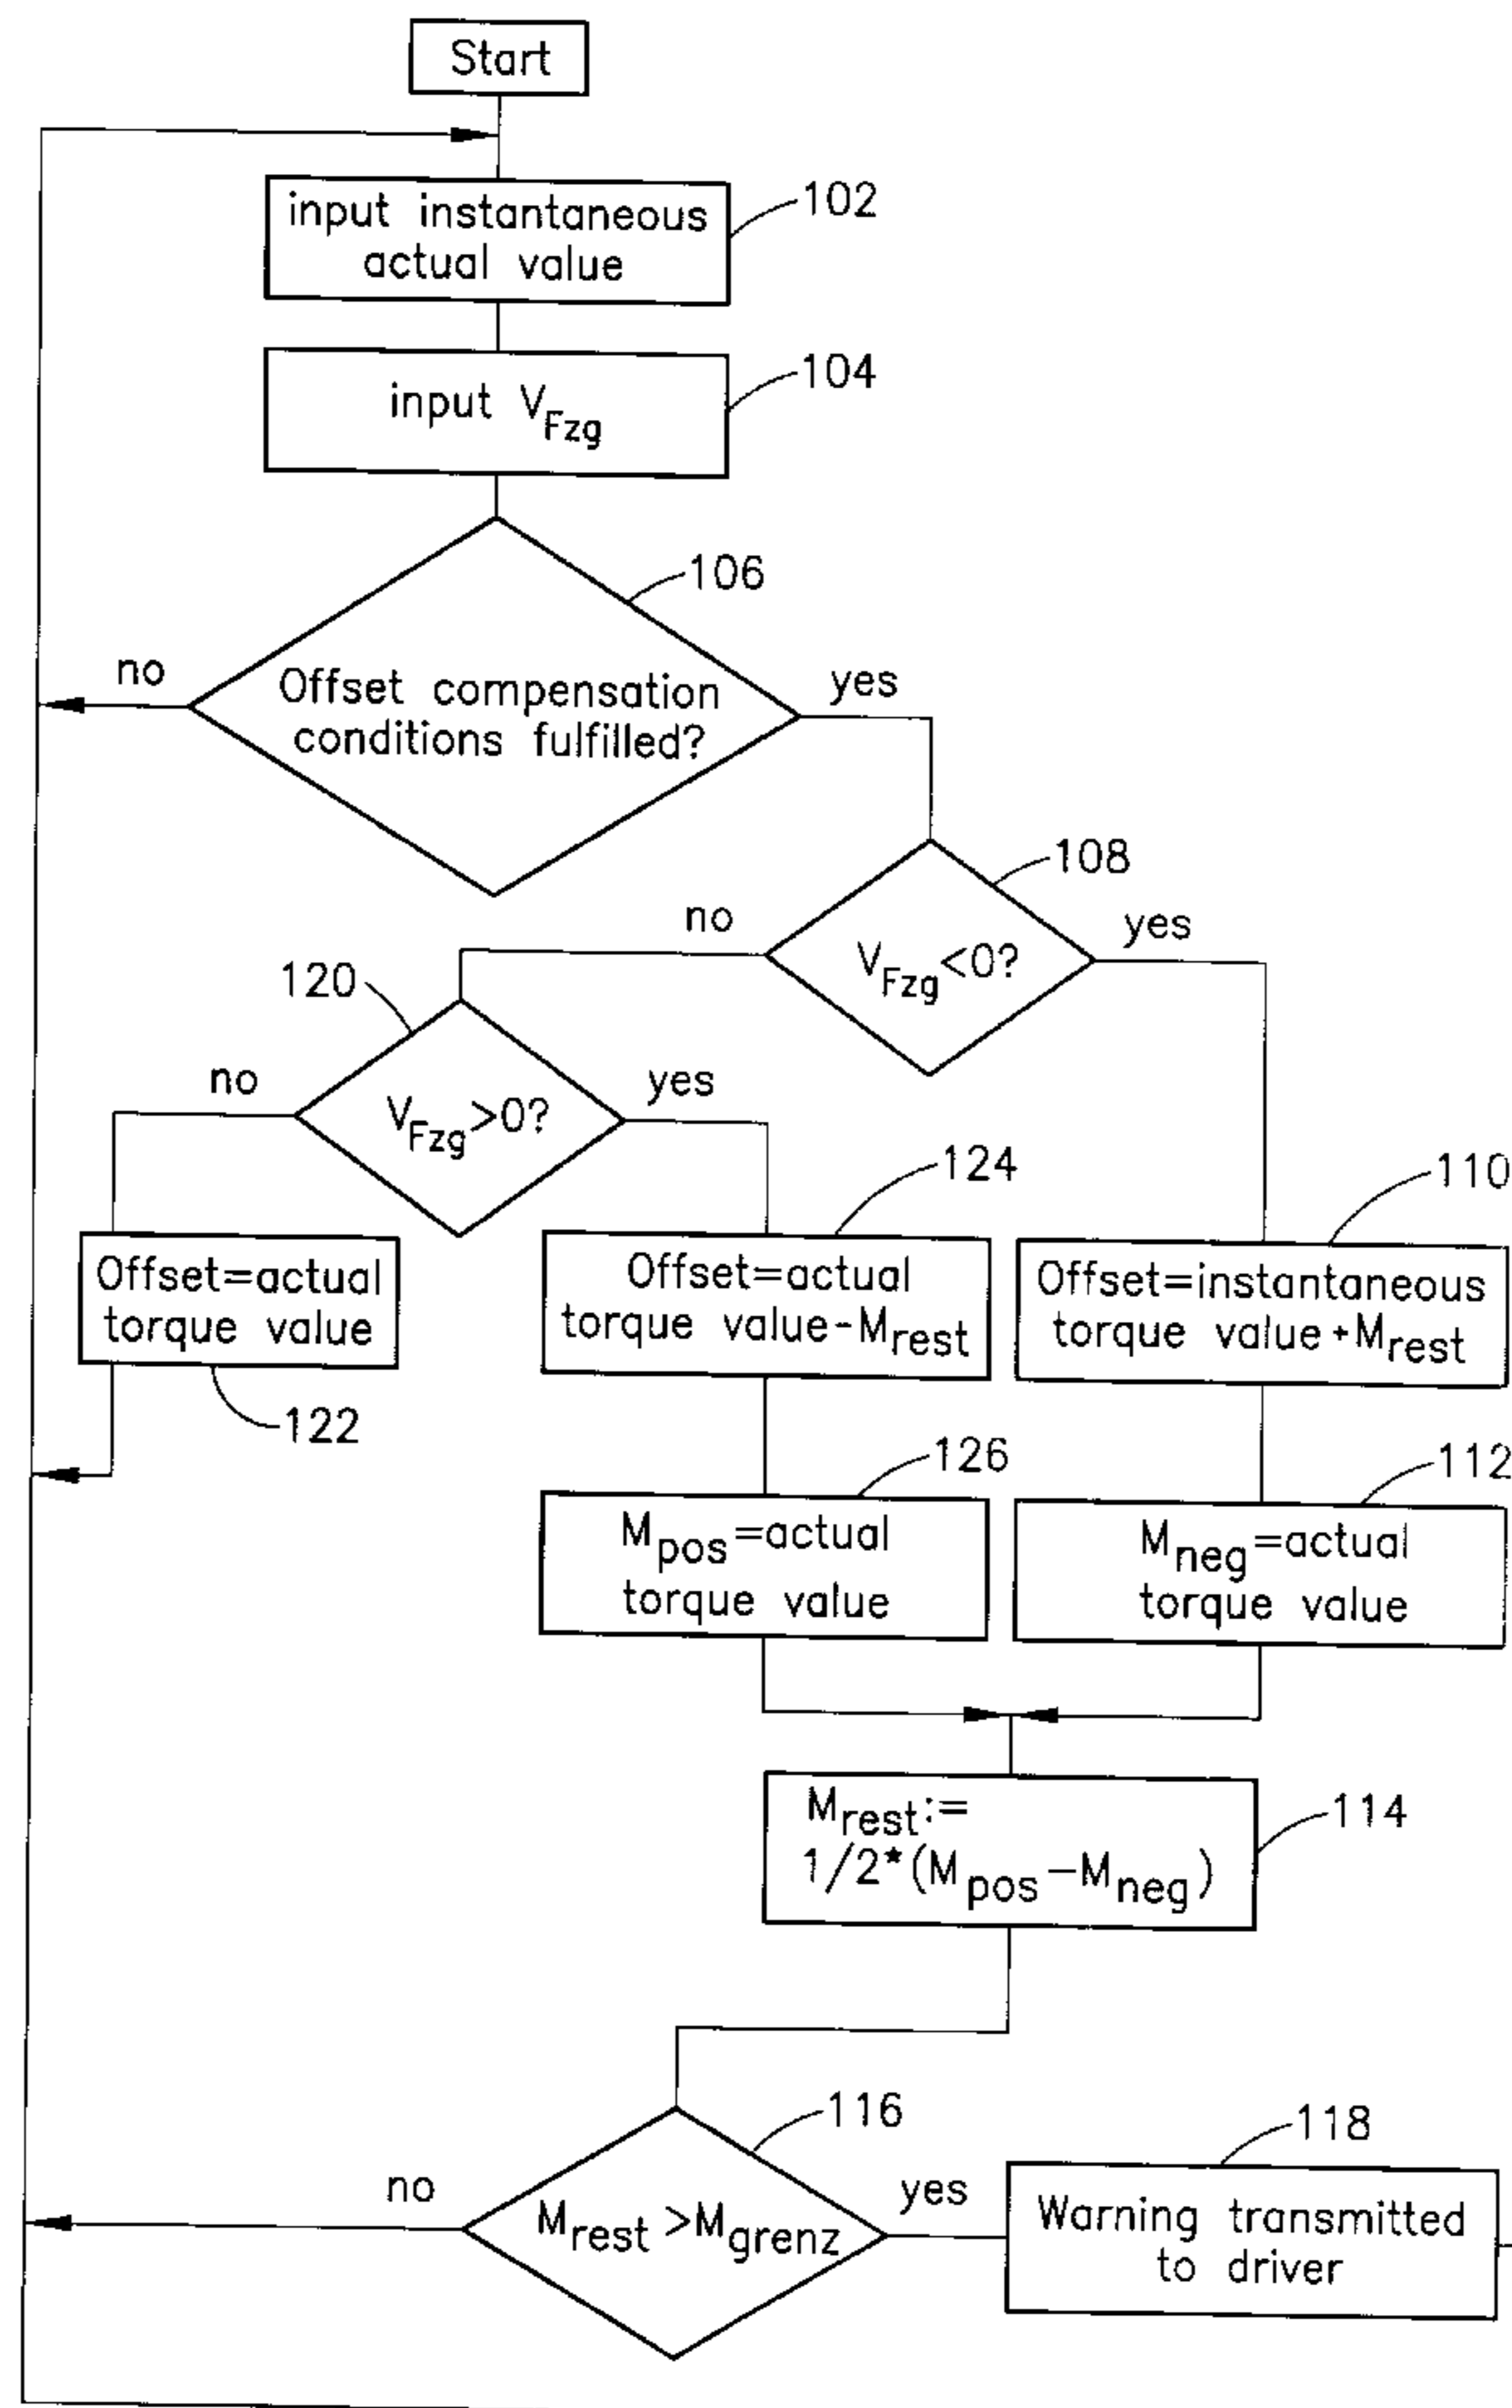 Start
input instantaneous
actual value
102
input V_Fzg
104
106
no
Offset compensation
conditions fulfilled?
yes
108
no
V_Fzg<0?
yes
120
no
V_Fzg>0?
yes
124
110
Offset=actual
torque value
Offset=actual
torque value-M_rest
Offset=instantaneous
torque value+M_rest
122
126
112
M_pos=actual
torque value
M_neg=actual
torque value
M_rest:=
1/2*(M_pos-M_neg)
114
116
118
no
M_rest>M_grenz
yes
Warning transmitted
to driver